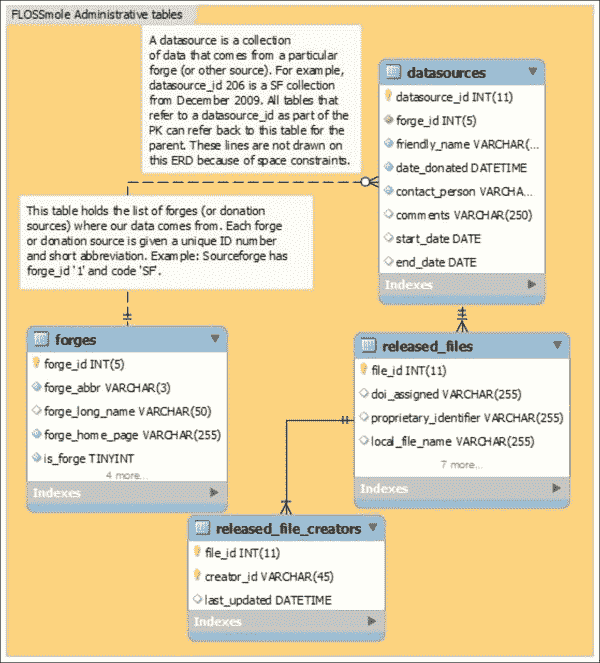 FLOSSmole Administrative tables
A datasource is a collection
of data that comes from a particular
forge (or other source). For example,
datasource_id 206 is a SF collection
from December 2009. All tables that
refer to a datasource_id as part of the
PK can refer back to this table for the
parent. These lines are not drawn on
this ERD because of space constraints.
datasources
datasource_id INT(11)
forge_id INT(5)
friendly_name VARCHAR(...
date_donated DATETIME
contact_person VARCHA...
comments VARCHAR(250)
start_date DATE
end_date DATE
Indexes
This table holds the list of forges (or donation
sources) where our data comes from. Each forge
or donation source is given a unique ID number
and short abbreviation. Example: Sourceforge has
forge_id '1' and code 'SF'.
forges
forge_id INT(5)
forge_abbr VARCHAR(3)
forge_long_name VARCHAR(50)
forge_home_page VARCHAR(255)
is_forge TINYINT
4 more...
Indexes
released_files
file_id INT(11)
doi_assigned VARCHAR(255)
proprietary_identifier VARCHAR(255)
local_file_name VARCHAR(255)
7 more...
Indexes
released_file_creators
file_id INT(11)
creator_id VARCHAR(45)
last_updated DATETIME
Indexes